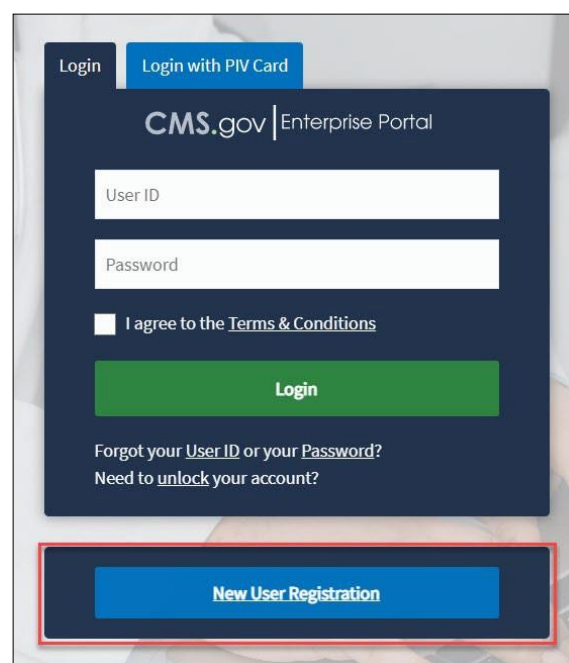 Login
Login with PIV Card
CMS.gov | Enterprise Portal
User ID
Password
I agree to the Terms & Conditions
Login
Forgot your User ID or your Password?
Need to unlock your account?
New User Registration